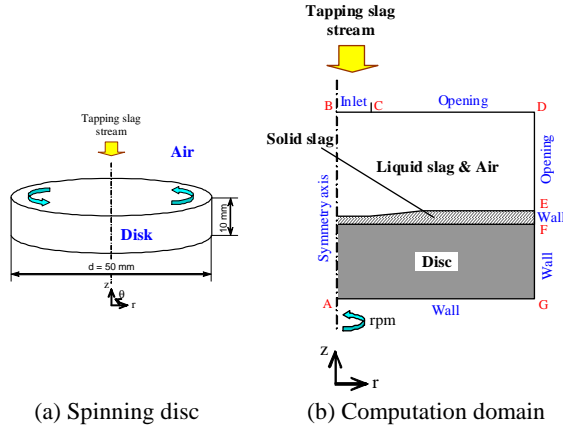 Tapping slag
stream
Air
Disk
10 mm
d = 50 mm
z
θ
r
(a) Spinning disc
Tapping slag
stream
B Inlet C Opening D
Solid slag
Liquid slag & Air
Opening
Symmetry axis
E
Wall
F
Disc
Wall
A
Wall
G
rpm
z
r
(b) Computation domain